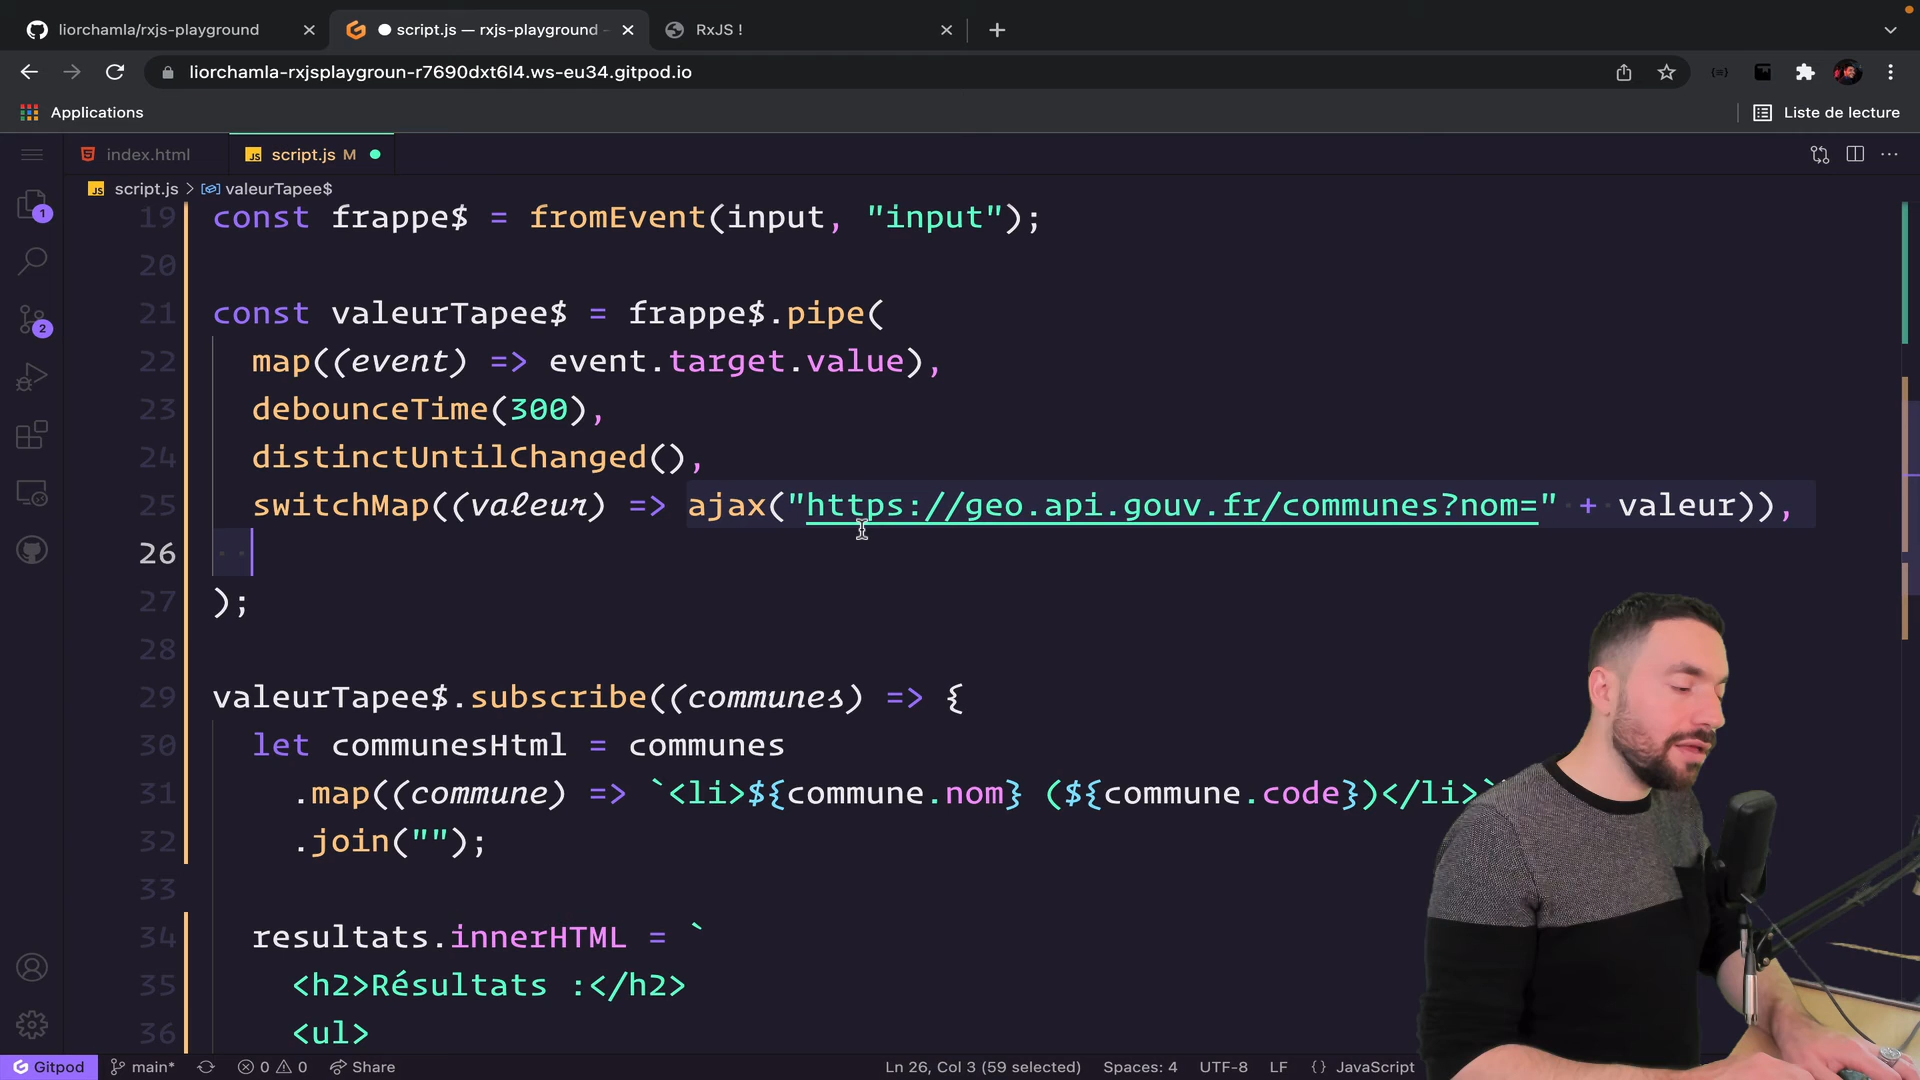 liorchamla/rxjs-playground
script.js — rxjs-playground -
RxJS !
liorchamla-rxjsplaygroun-r7690dxt6l4.ws-eu34.gitpod.io
Applications
Liste de lecture
index.html
JS script.js M
JS script.js > valeurTapee$
19 const frappe$ = fromEvent(input, "input");
20
21 const valeurTapee$ = frappe$.pipe(
22 map((event) => event.target.value),
23 debounceTime(300),
24 distinctUntilChanged(),
25 switchMap((valeur) => ajax("https://geo.api.gouv.fr/communes?nom=" + valeur)),
26
27 );
28
29 valeurTapee$.subscribe((communes) => {
30 let communesHtml = communes
31 .map((commune) => `<li>${commune.nom} (${commune.code})</li>`
32 .join("");
33
34 resultats.innerHTML = `
35 <h2>Résultats :</h2>
36 <ul>
1
2
Gitpod
main*
0 0
Share
Ln 26, Col 3 (59 selected)
Spaces: 4
UTF-8
LF
{} JavaScript